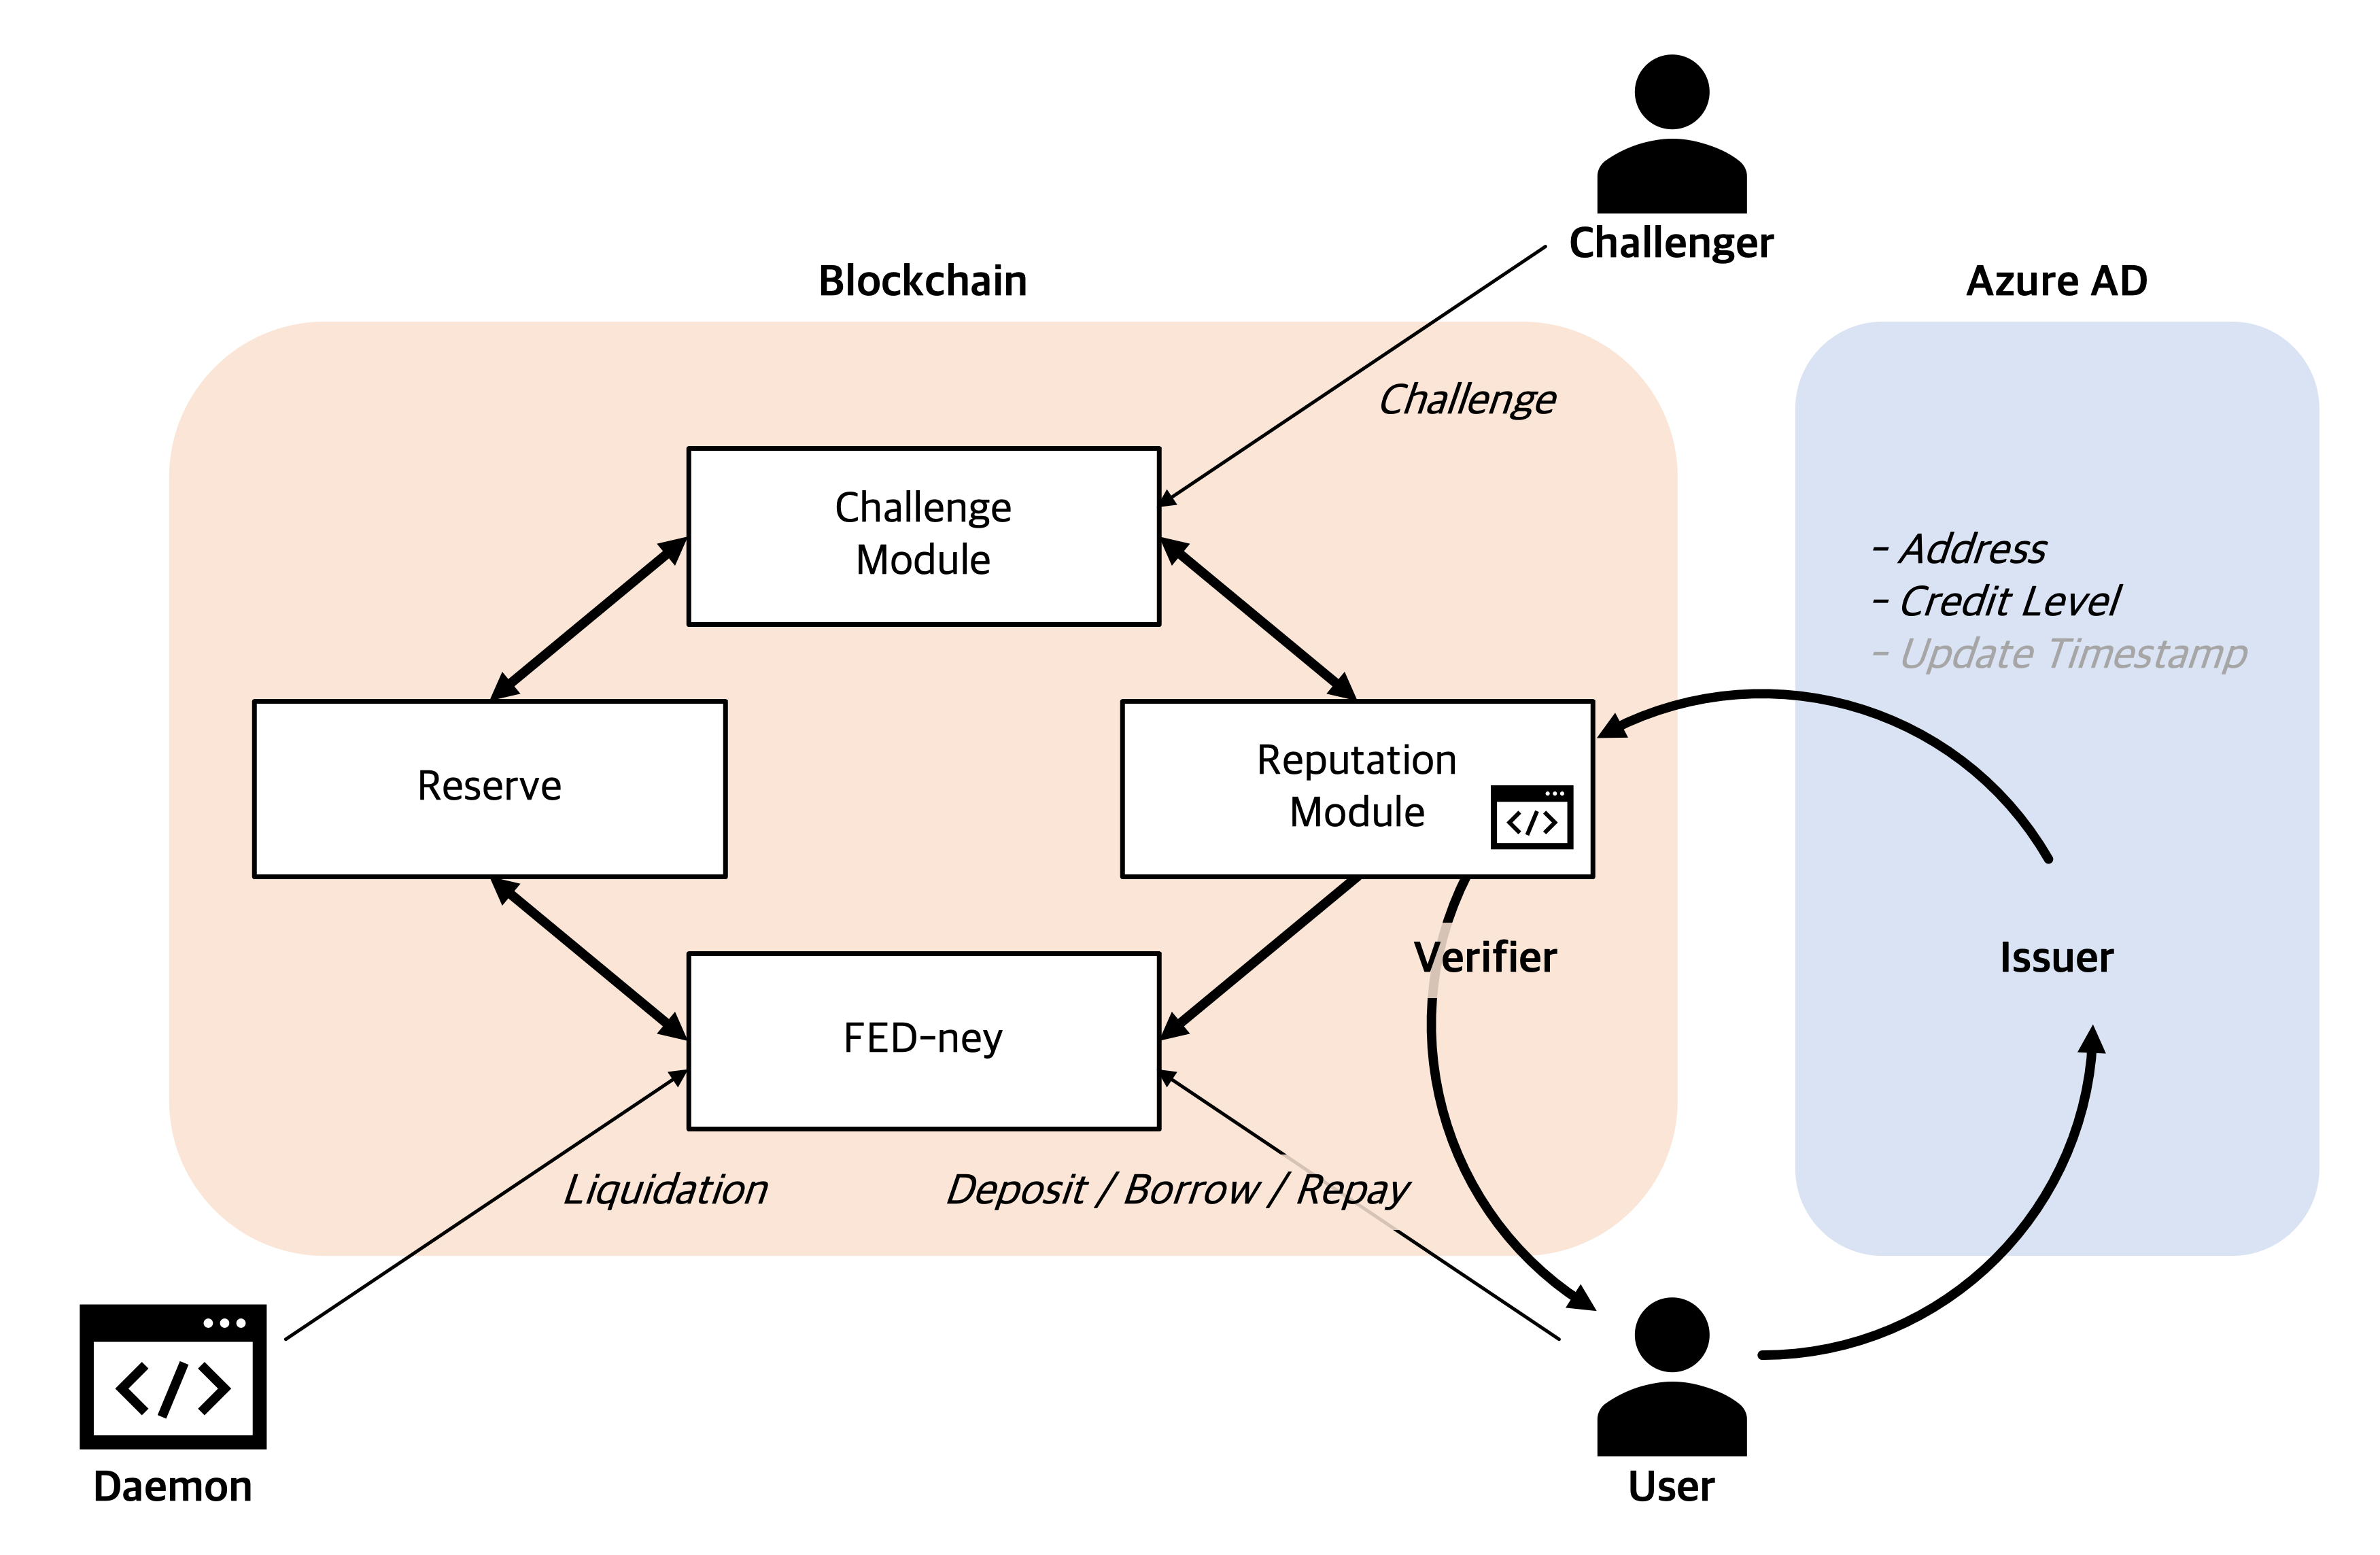 Challenger
Blockchain
Azure AD
Challenge
Challenge
Module
- Address
- Credit Level
- Update Timestamp
Reserve
Reputation
Module
</>
Verifier
Issuer
FED-ney
Liquidation
Deposit / Borrow / Repay
</>
Daemon
User